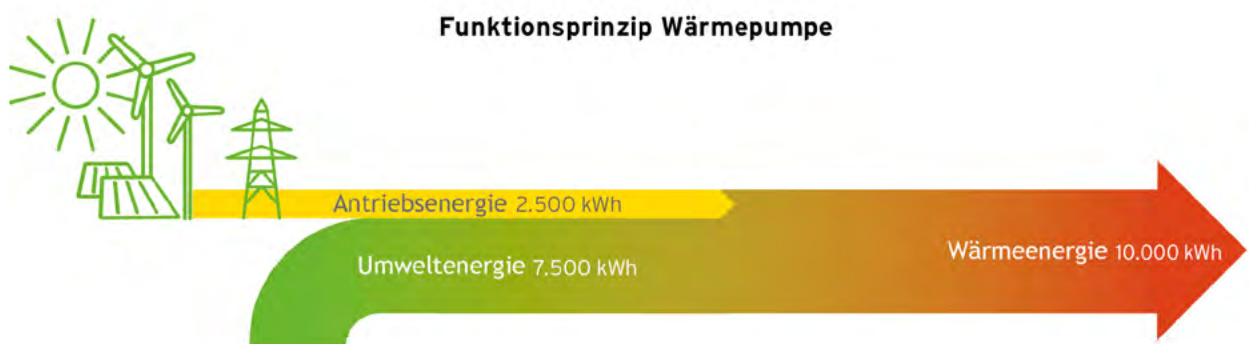 Funktionsprinzip Wärmepumpe
Antriebsenergie 2.500 kWh
Umweltenergie 7.500 kWh
Wärmeenergie 10.000 kWh